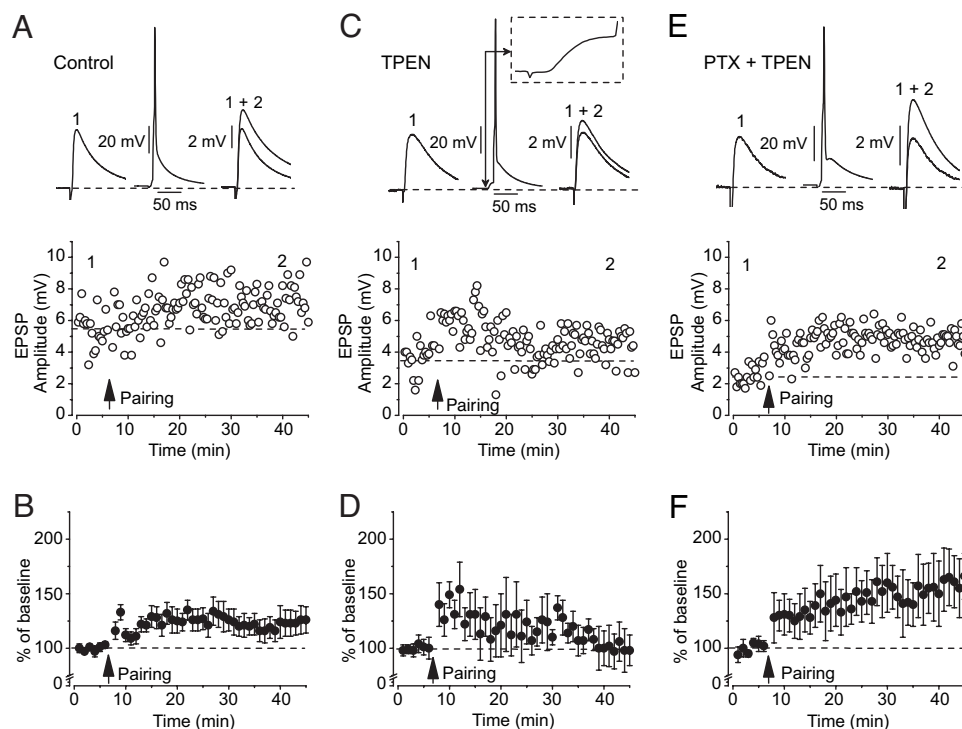 A
Control
1
20 mV
2 mV
1 + 2
50 ms
C
TPEN
1
20 mV
2 mV
1 + 2
50 ms
E
PTX + TPEN
1
20 mV
2 mV
1 + 2
50 ms
EPSP
Amplitude (mV)
10
8
6
4
2
0
1
2
Pairing
0 10 20 30 40
Time (min)
EPSP
Amplitude (mV)
10
8
6
4
2
0
1
2
Pairing
0 10 20 30 40
Time (min)
EPSP
Amplitude (mV)
10
8
6
4
2
0
1
2
Pairing
0 10 20 30 40
Time (min)
B
% of baseline
200
150
100
0
Pairing
0 10 20 30 40
Time (min)
D
% of baseline
200
150
100
0
Pairing
0 10 20 30 40
Time (min)
F
% of baseline
200
150
100
0
Pairing
0 10 20 30 40
Time (min)